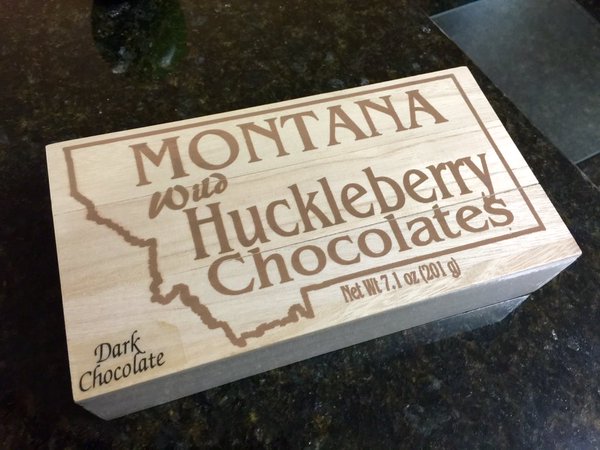 MONTANA
Wild
Huckleberry
Chocolates
Net Wt 7.1 oz (201 g)
Dark
Chocolate